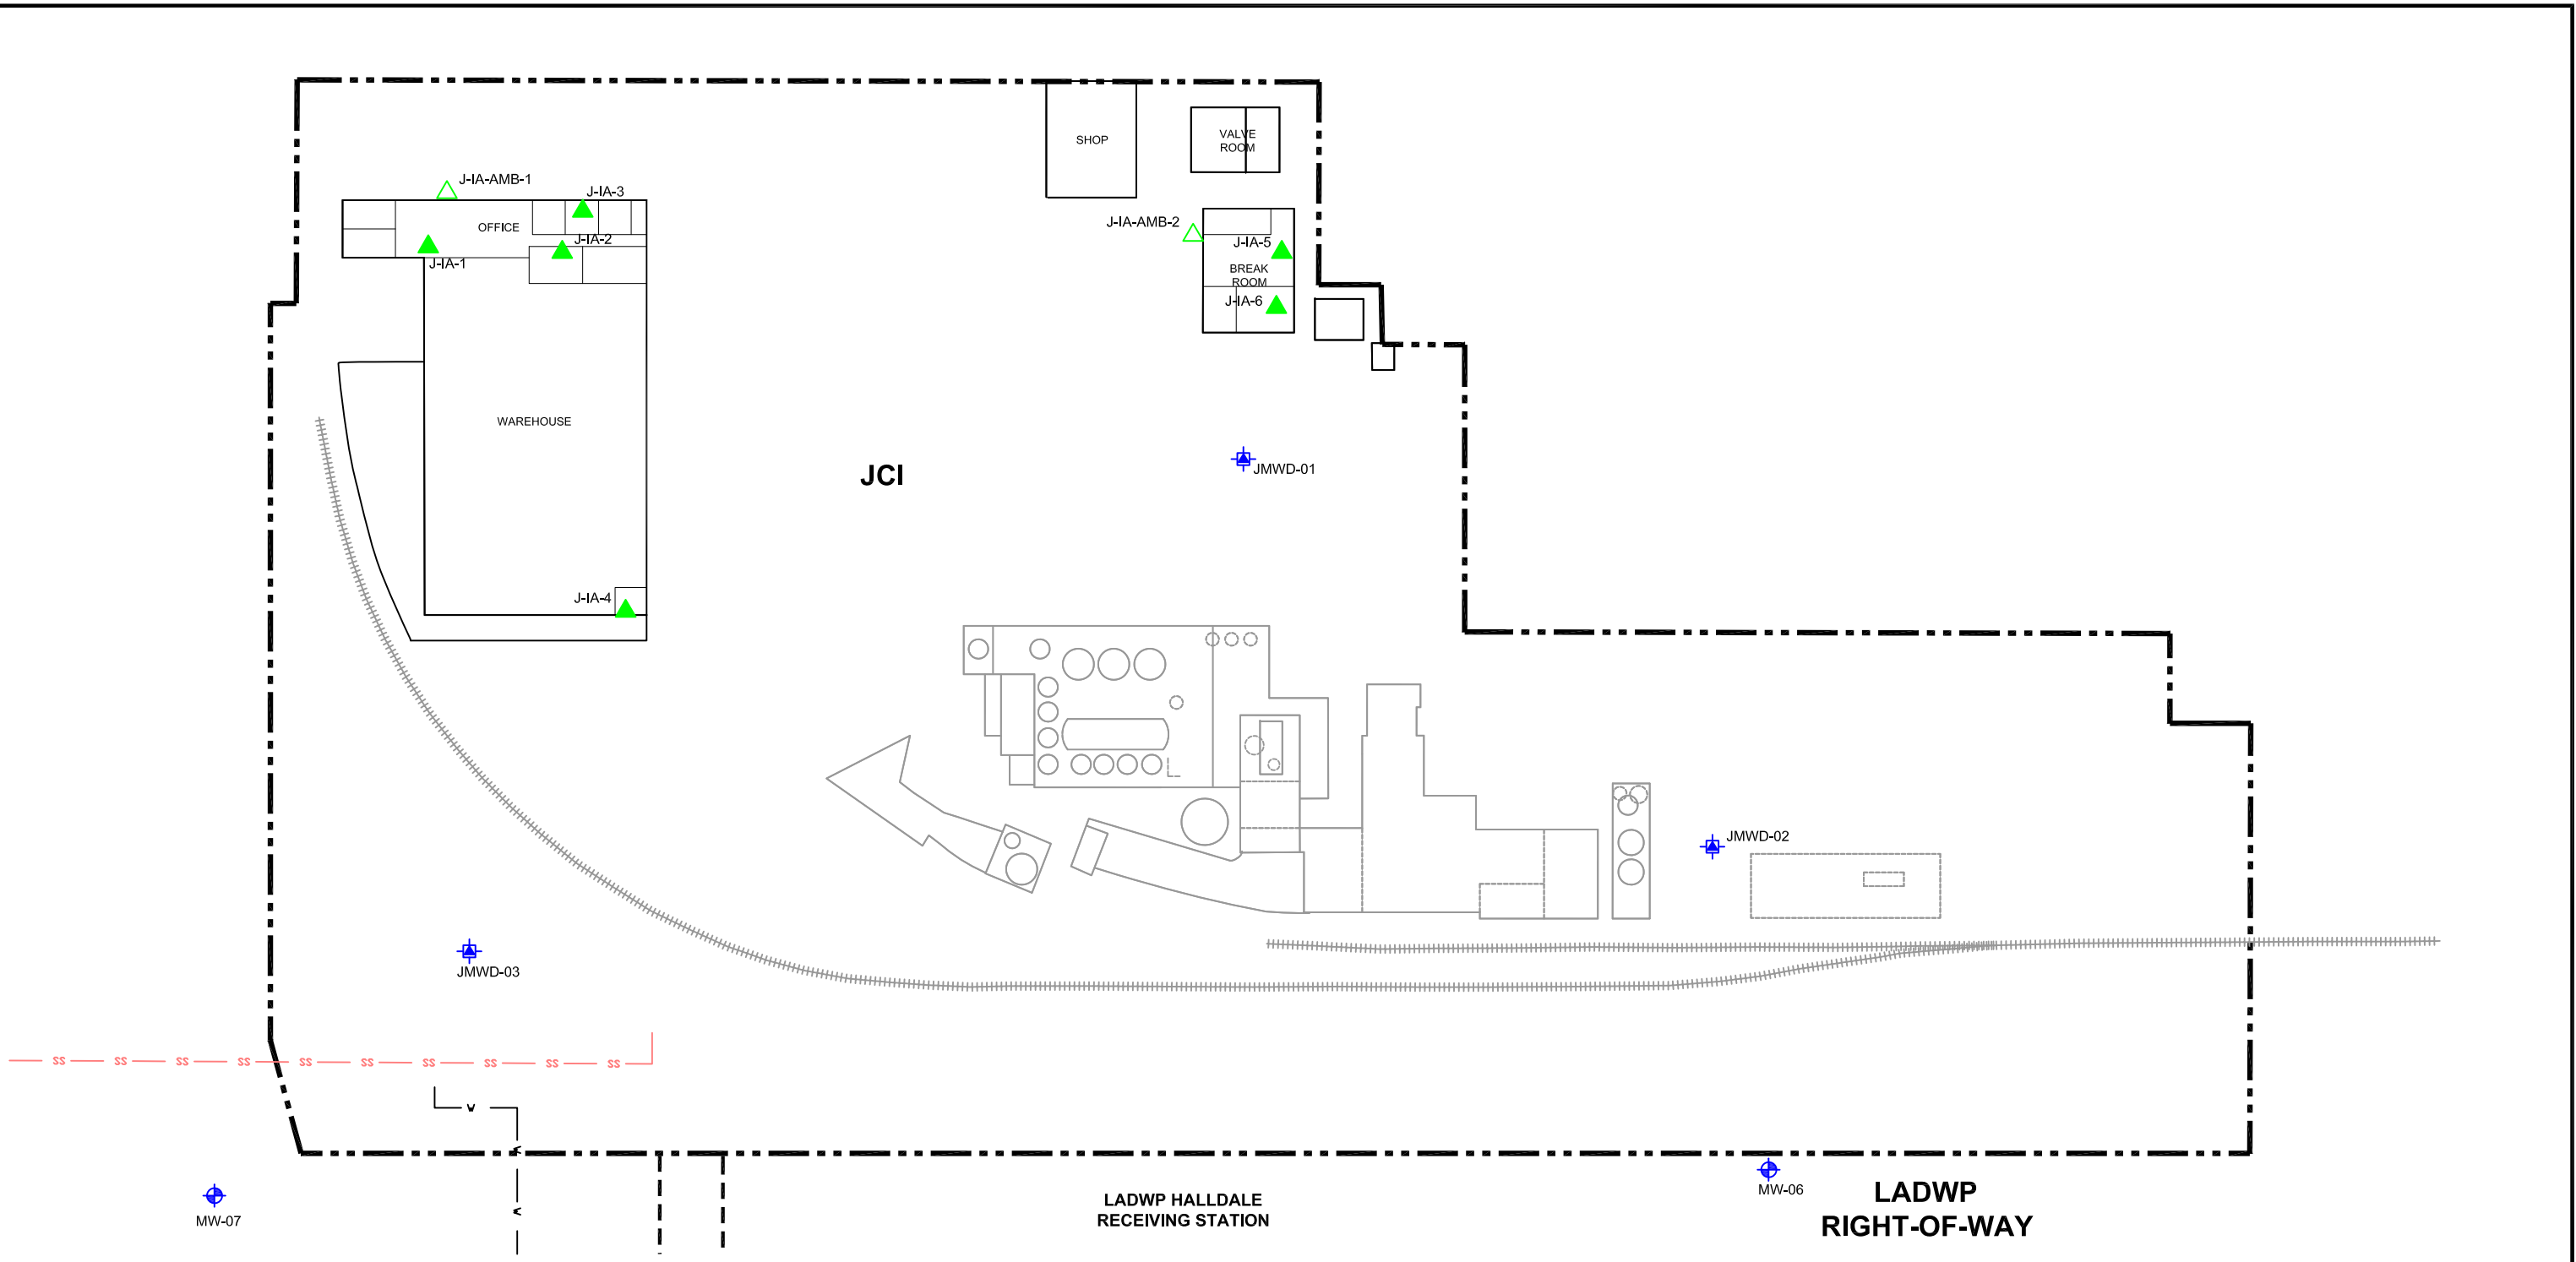 SHOP
VALVE
ROOM
J-IA-AMB-1
J-IA-3
OFFICE
J-IA-2
J-IA-1
J-IA-AMB-2
J-IA-5
BREAK
ROOM
J-IA-6
WAREHOUSE
JCI
JMWD-01
J-IA-4
JMWD-02
JMWD-03
SS SS SS SS SS SS SS SS SS SS
W
W
W
MW-07
LADWP HALLDALE
RECEIVING STATION
MW-06
LADWP
RIGHT-OF-WAY